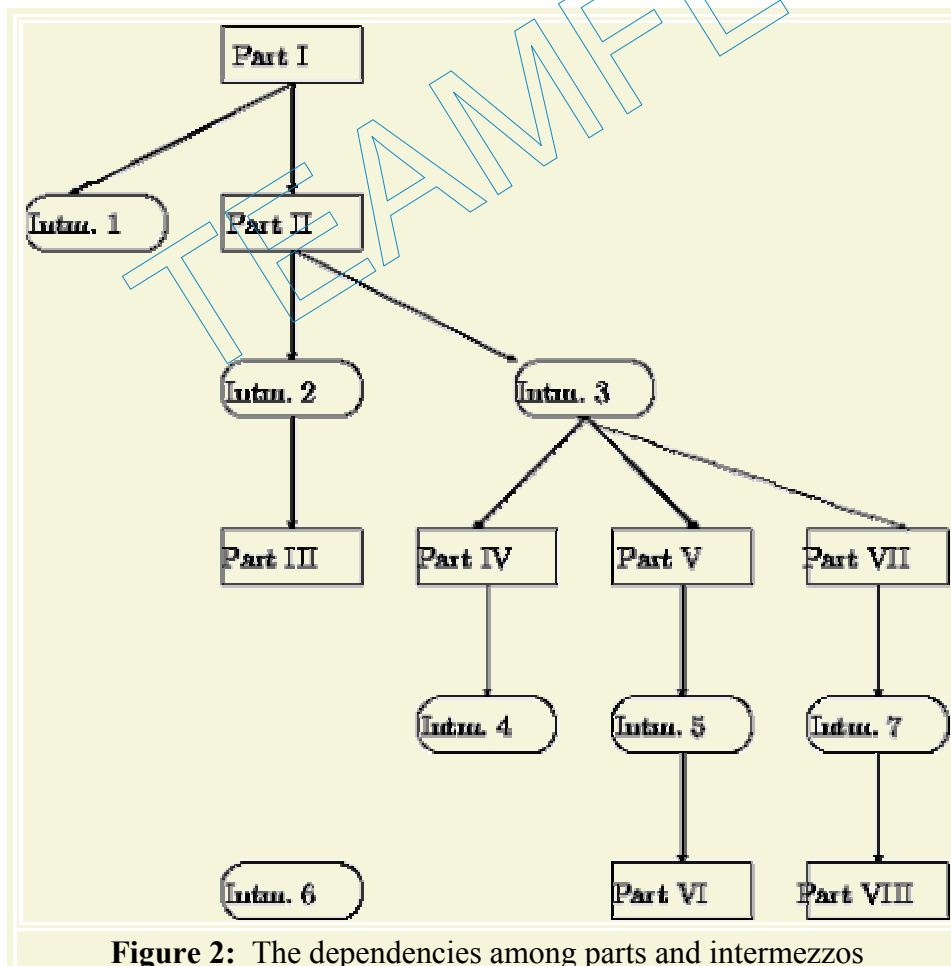 TEAMFL
Part I
Intm. 1
Part II
Intm. 2
Intm. 3
Part III
Part IV
Part V
Part VII
Intm. 4
Intm. 5
Intm. 7
Intm. 6
Part VI
Part VIII
Figure 2: The dependencies among parts and intermezzos